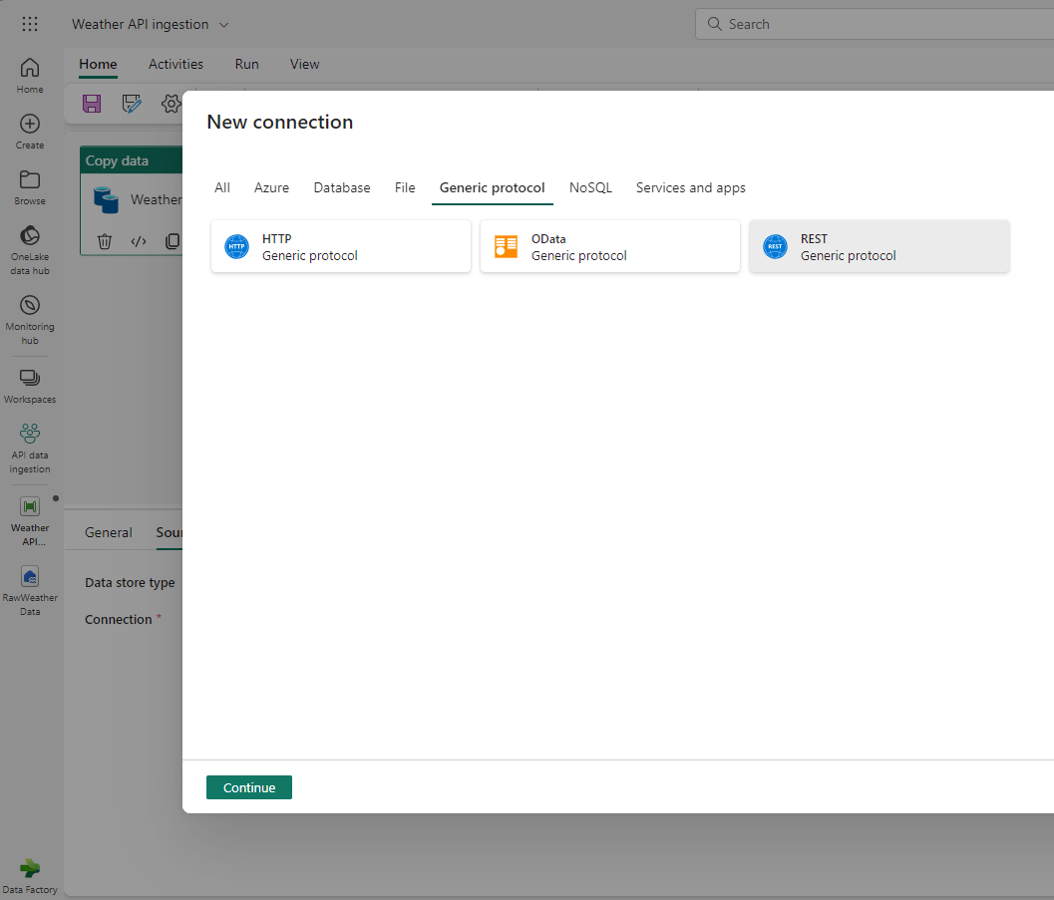 Weather API ingestion
Search
Home
Activities
Run
View
Home
Create
Browse
OneLake
data hub
Monitoring
hub
Workspaces
API data
ingestion
Weather
API...
RawWeather
Data
Data Factory
Copy data
Weather
</>
General
Sour
Data store type
Connection *
New connection
All
Azure
Database
File
Generic protocol
NoSQL
Services and apps
HTTP
HTTP
Generic protocol
OData
Generic protocol
REST
REST
Generic protocol
Continue